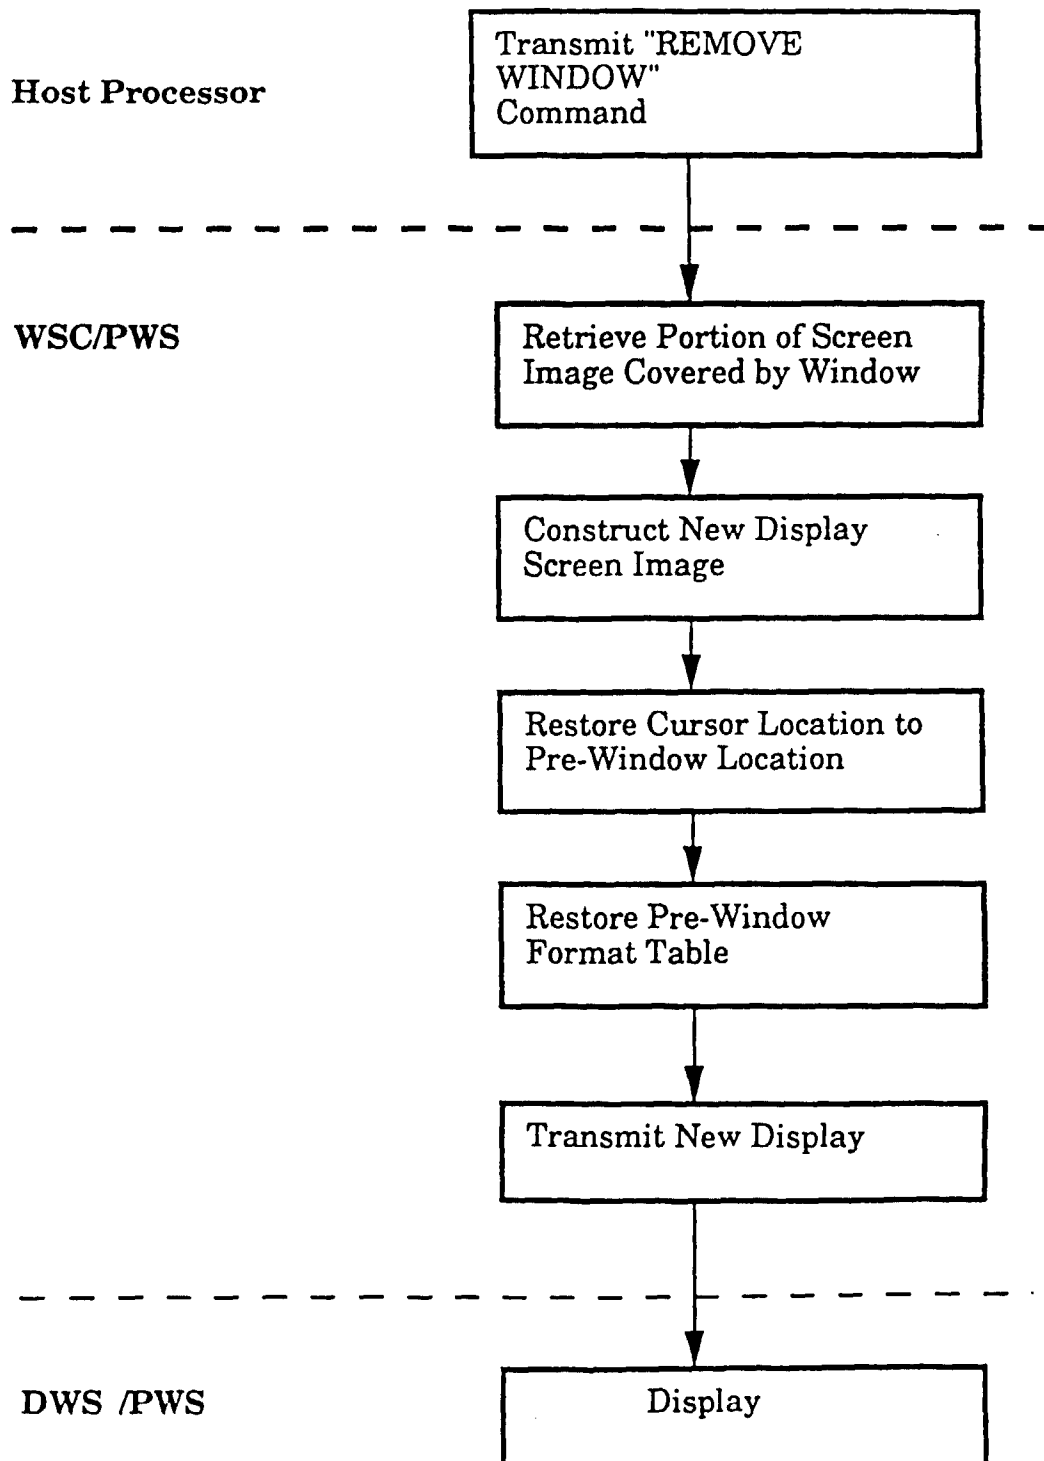 Host Processor
Transmit "REMOVE
WINDOW"
Command
WSC/PWS
Retrieve Portion of Screen
Image Covered by Window
Construct New Display
Screen Image
Restore Cursor Location to
Pre-Window Location
Restore Pre-Window
Format Table
Transmit New Display
DWS /PWS
Display